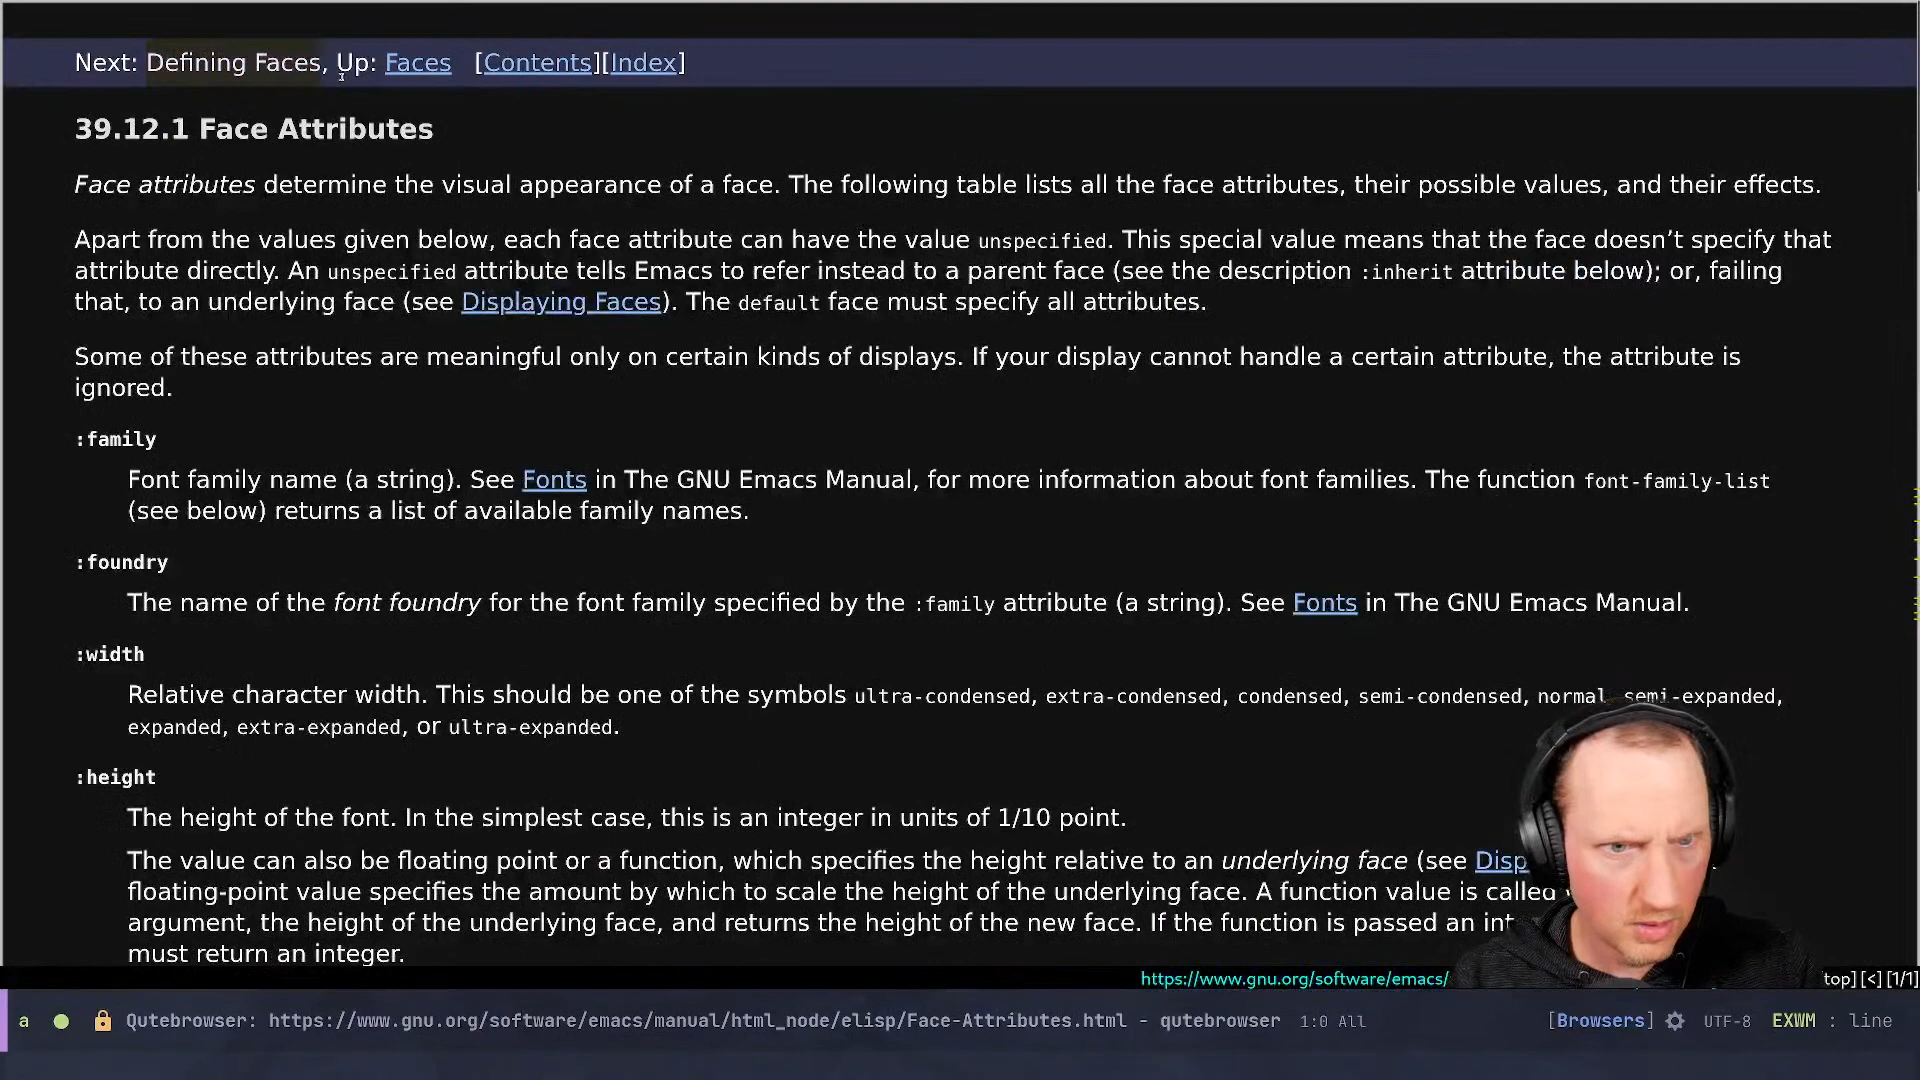 Next: Defining Faces, Up: Faces [Contents][Index]
39.12.1 Face Attributes
Face attributes determine the visual appearance of a face. The following table lists all the face attributes, their possible values, and their effects.
Apart from the values given below, each face attribute can have the value unspecified. This special value means that the face doesn’t specify that
attribute directly. An unspecified attribute tells Emacs to refer instead to a parent face (see the description :inherit attribute below); or, failing
that, to an underlying face (see Displaying Faces). The default face must specify all attributes.
Some of these attributes are meaningful only on certain kinds of displays. If your display cannot handle a certain attribute, the attribute is
ignored.
:family
Font family name (a string). See Fonts in The GNU Emacs Manual, for more information about font families. The function font-family-list
(see below) returns a list of available family names.
:foundry
The name of the font foundry for the font family specified by the :family attribute (a string). See Fonts in The GNU Emacs Manual.
:width
Relative character width. This should be one of the symbols ultra-condensed, extra-condensed, condensed, semi-condensed, normal, semi-expanded,
expanded, extra-expanded, or ultra-expanded.
:height
The height of the font. In the simplest case, this is an integer in units of 1/10 point.
The value can also be floating point or a function, which specifies the height relative to an underlying face (see
floating-point value specifies the amount by which to scale the height of the underlying face. A function value is called
argument, the height of the underlying face, and returns the height of the new face. If the function is passed an
must return an integer.
https://www.gnu.org/software/emacs/ top][<][1/1]
a Qutebrowser: https://www.gnu.org/software/emacs/manual/html_node/elisp/Face-Attributes.html - qutebrowser 1:0 All [Browsers] UTF-8 EXWM : line